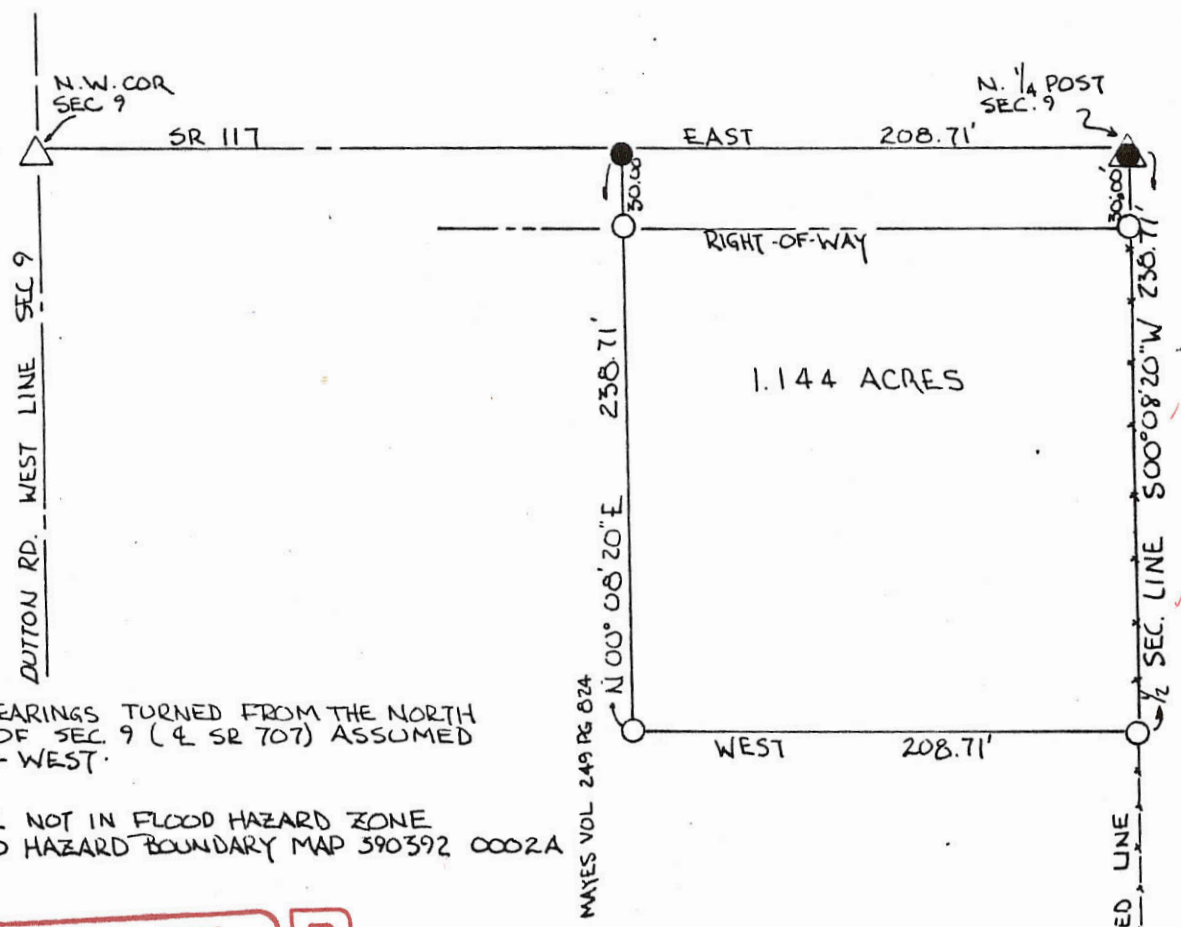 N.W. COR
SEC 9
SR 117
EAST 208.71'
N. 1/4 POST
SEC. 9
30.00'
30.00'
RIGHT-OF-WAY
DUTTON RD. WEST LINE SEC 9
N 00° 08' 20" E 238.71'
1.144 ACRES
1/2 SEC. LINE S00°08'20"W 238.71'
WEST 208.71'
MAYES VOL 249 PG 824
EARINGS TURNED FROM THE NORTH
OF SEC. 9 (℄ SR 707) ASSUMED
- WEST.
NOT IN FLOOD HAZARD ZONE
D HAZARD BOUNDARY MAP 390392 0002A
ED LINE